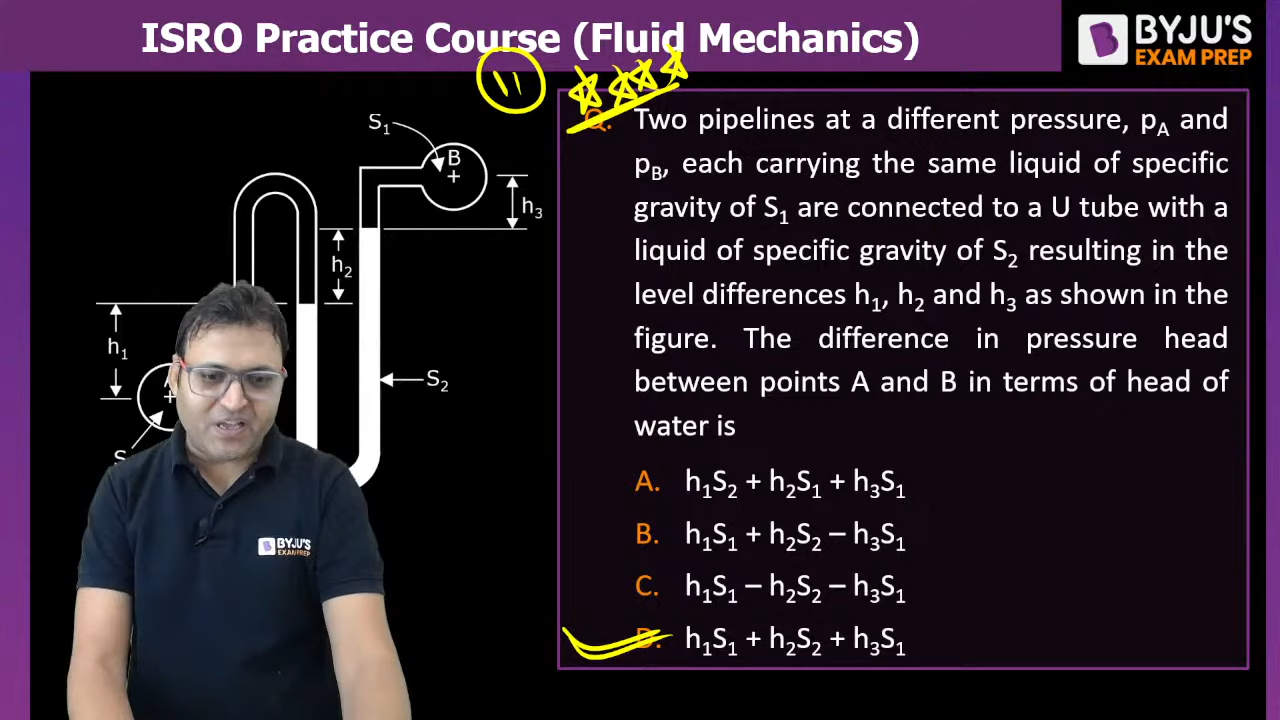 ISRO Practice Course (Fluid Mechanics)
BYJU'S
EXAM PREP
11
Q. Two pipelines at a different pressure, pA and
pB, each carrying the same liquid of specific
gravity of S1 are connected to a U tube with a
liquid of specific gravity of S2 resulting in the
level differences h1, h2 and h3 as shown in the
figure. The difference in pressure head
between points A and B in terms of head of
water is
A. h1S2 + h2S1 + h3S1
B. h1S1 + h2S2 – h3S1
C. h1S1 – h2S2 – h3S1
D. h1S1 + h2S2 + h3S1
S1
B
+
h3
h2
h1
A
+
S2
S
BYJU'S
EXAM PREP